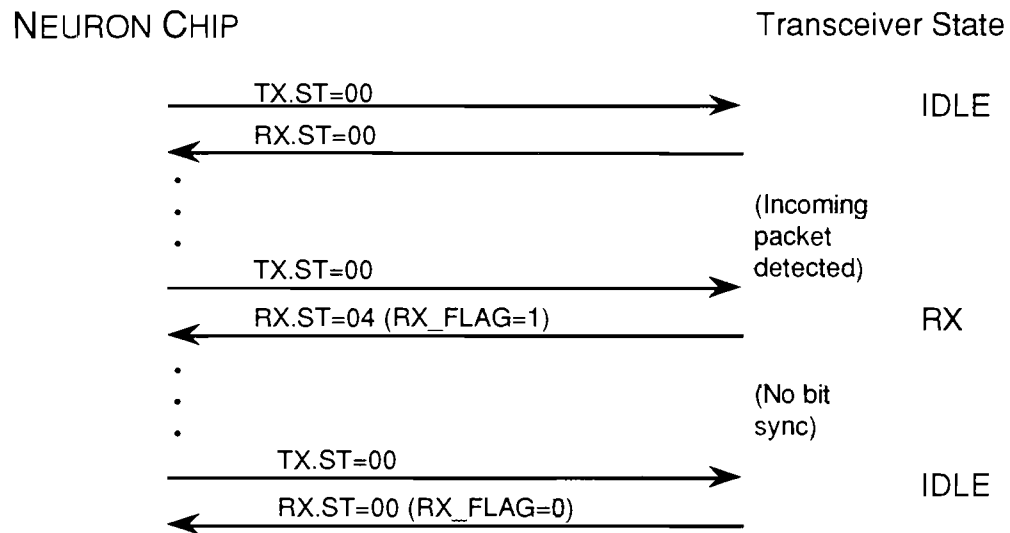 NEURON CHIP
Transceiver State
TX.ST=00
IDLE
RX.ST=00
(Incoming
packet
detected)
TX.ST=00
RX.ST=04 (RX_FLAG=1)
RX
(No bit
sync)
TX.ST=00
IDLE
RX.ST=00 (RX_FLAG=0)